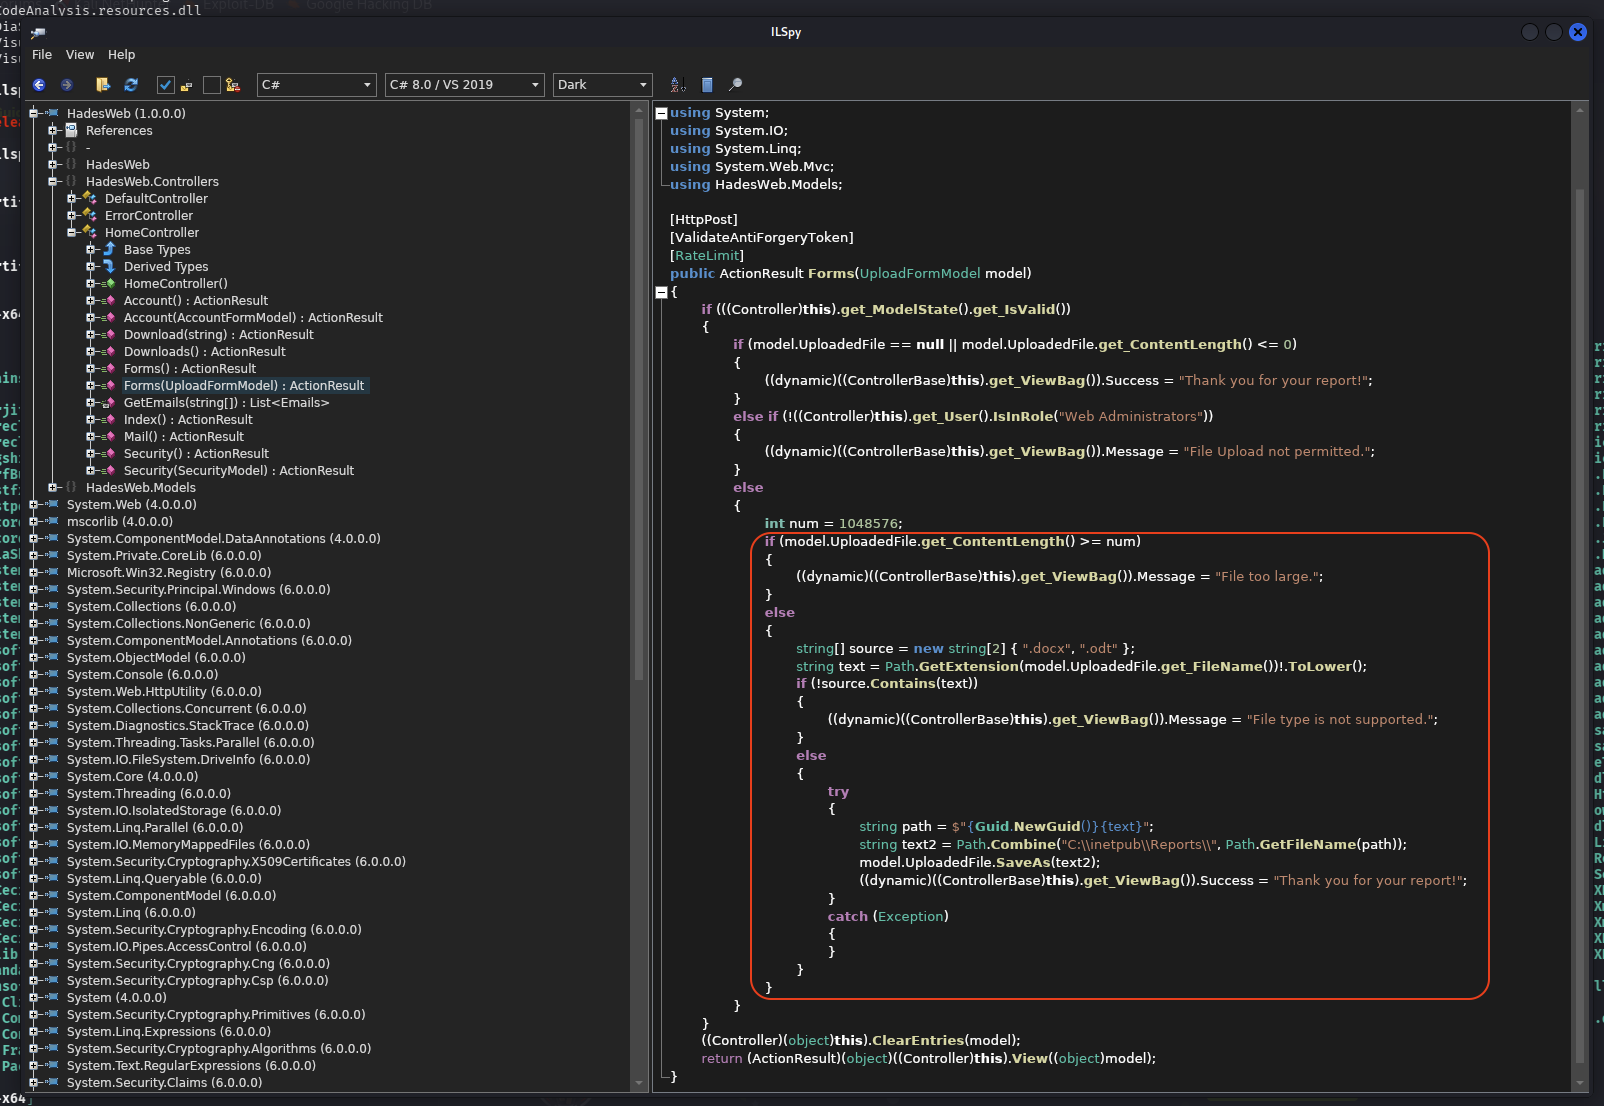 CodeAnalysis.resources.dll
Exploit-DB
Google Hacking DB
ILSpy
File View Help
C#
C# 8.0 / VS 2019
Dark
HadesWeb (1.0.0.0)
References
-
HadesWeb
HadesWeb.Controllers
DefaultController
ErrorController
HomeController
Base Types
Derived Types
HomeController()
Account() : ActionResult
Account(AccountFormModel) : ActionResult
Download(string) : ActionResult
Downloads() : ActionResult
Forms() : ActionResult
Forms(UploadFormModel) : ActionResult
GetEmails(string[]) : List<Emails>
Index() : ActionResult
Mail() : ActionResult
Security() : ActionResult
Security(SecurityModel) : ActionResult
HadesWeb.Models
System.Web (4.0.0.0)
mscorlib (4.0.0.0)
System.ComponentModel.DataAnnotations (4.0.0.0)
System.Private.CoreLib (6.0.0.0)
Microsoft.Win32.Registry (6.0.0.0)
System.Security.Principal.Windows (6.0.0.0)
System.Collections (6.0.0.0)
System.Collections.NonGeneric (6.0.0.0)
System.ComponentModel.Annotations (6.0.0.0)
System.ObjectModel (6.0.0.0)
System.Console (6.0.0.0)
System.Web.HttpUtility (6.0.0.0)
System.Collections.Concurrent (6.0.0.0)
System.Diagnostics.StackTrace (6.0.0.0)
System.Threading.Tasks.Parallel (6.0.0.0)
System.IO.FileSystem.DriveInfo (6.0.0.0)
System.Core (4.0.0.0)
System.Threading (6.0.0.0)
System.IO.IsolatedStorage (6.0.0.0)
System.Linq.Parallel (6.0.0.0)
System.IO.MemoryMappedFiles (6.0.0.0)
System.Security.Cryptography.X509Certificates (6.0.0.0)
System.Linq.Queryable (6.0.0.0)
System.ComponentModel (6.0.0.0)
System.Linq (6.0.0.0)
System.Security.Cryptography.Encoding (6.0.0.0)
System.IO.Pipes.AccessControl (6.0.0.0)
System.Security.Cryptography.Cng (6.0.0.0)
System.Security.Cryptography.Csp (6.0.0.0)
System (4.0.0.0)
System.Security.Cryptography.Primitives (6.0.0.0)
System.Linq.Expressions (6.0.0.0)
System.Security.Cryptography.Algorithms (6.0.0.0)
System.Text.RegularExpressions (6.0.0.0)
System.Security.Claims (6.0.0.0)
using System;
using System.IO;
using System.Linq;
using System.Web.Mvc;
using HadesWeb.Models;
[HttpPost]
[ValidateAntiForgeryToken]
[RateLimit]
public ActionResult Forms(UploadFormModel model)
{
if (((Controller)this).get_ModelState().get_IsValid())
{
if (model.UploadedFile == null || model.UploadedFile.get_ContentLength() <= 0)
{
((dynamic)((ControllerBase)this).get_ViewBag()).Success = "Thank you for your report!";
}
else if (!((Controller)this).get_User().IsInRole("Web Administrators"))
{
((dynamic)((ControllerBase)this).get_ViewBag()).Message = "File Upload not permitted.";
}
else
{
int num = 1048576;
if (model.UploadedFile.get_ContentLength() >= num)
{
((dynamic)((ControllerBase)this).get_ViewBag()).Message = "File too large.";
}
else
{
string[] source = new string[2] { ".docx", ".odt" };
string text = Path.GetExtension(model.UploadedFile.get_FileName())!.ToLower();
if (!source.Contains(text))
{
((dynamic)((ControllerBase)this).get_ViewBag()).Message = "File type is not supported.";
}
else
{
try
{
string path = $"{Guid.NewGuid()}{text}";
string text2 = Path.Combine("C:\\inetpub\\Reports\\", Path.GetFileName(path));
model.UploadedFile.SaveAs(text2);
((dynamic)((ControllerBase)this).get_ViewBag()).Success = "Thank you for your report!";
}
catch (Exception)
{
}
}
}
}
}
((Controller)(object)this).ClearEntries(model);
return (ActionResult)(object)((Controller)this).View((object)model);
}